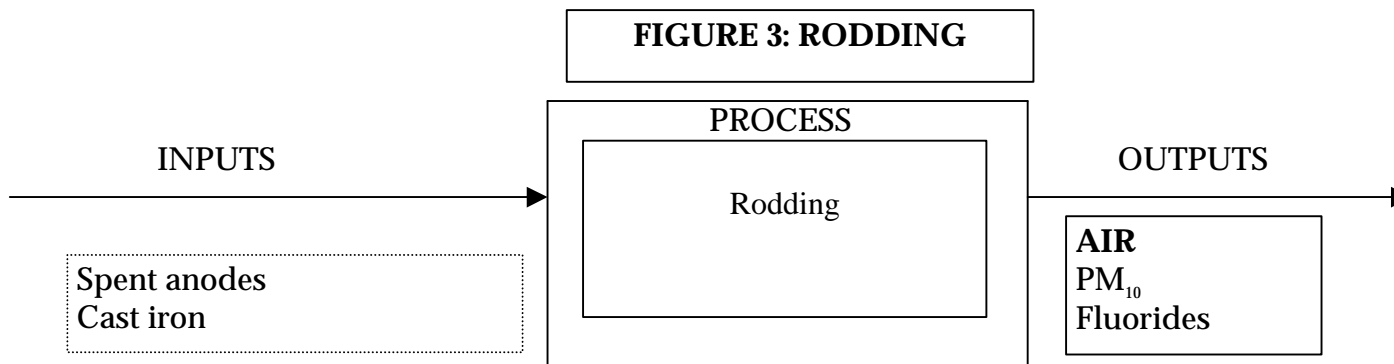 FIGURE 3: RODDING
PROCESS
INPUTS
OUTPUTS
Rodding
Spent anodes
Cast iron
AIR
PM₁₀
Fluorides